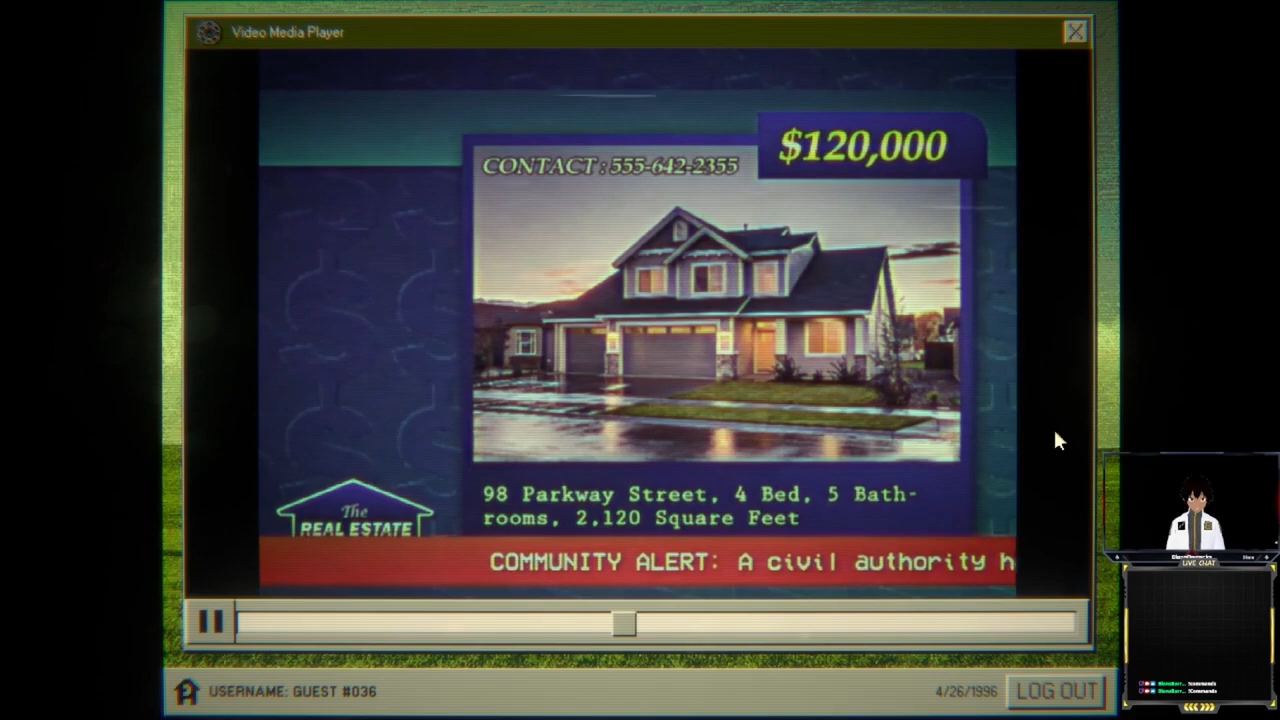 Video Media Player
$120,000
CONTACT : 555-642-2355
The
REAL ESTATE
98 Parkway Street, 4 Bed, 5 Bath-
rooms, 2,120 Square Feet
COMMUNITY ALERT: A civil authority h
USERNAME: GUEST #036
4/26/1996
LOG OUT
LIVE CHAT